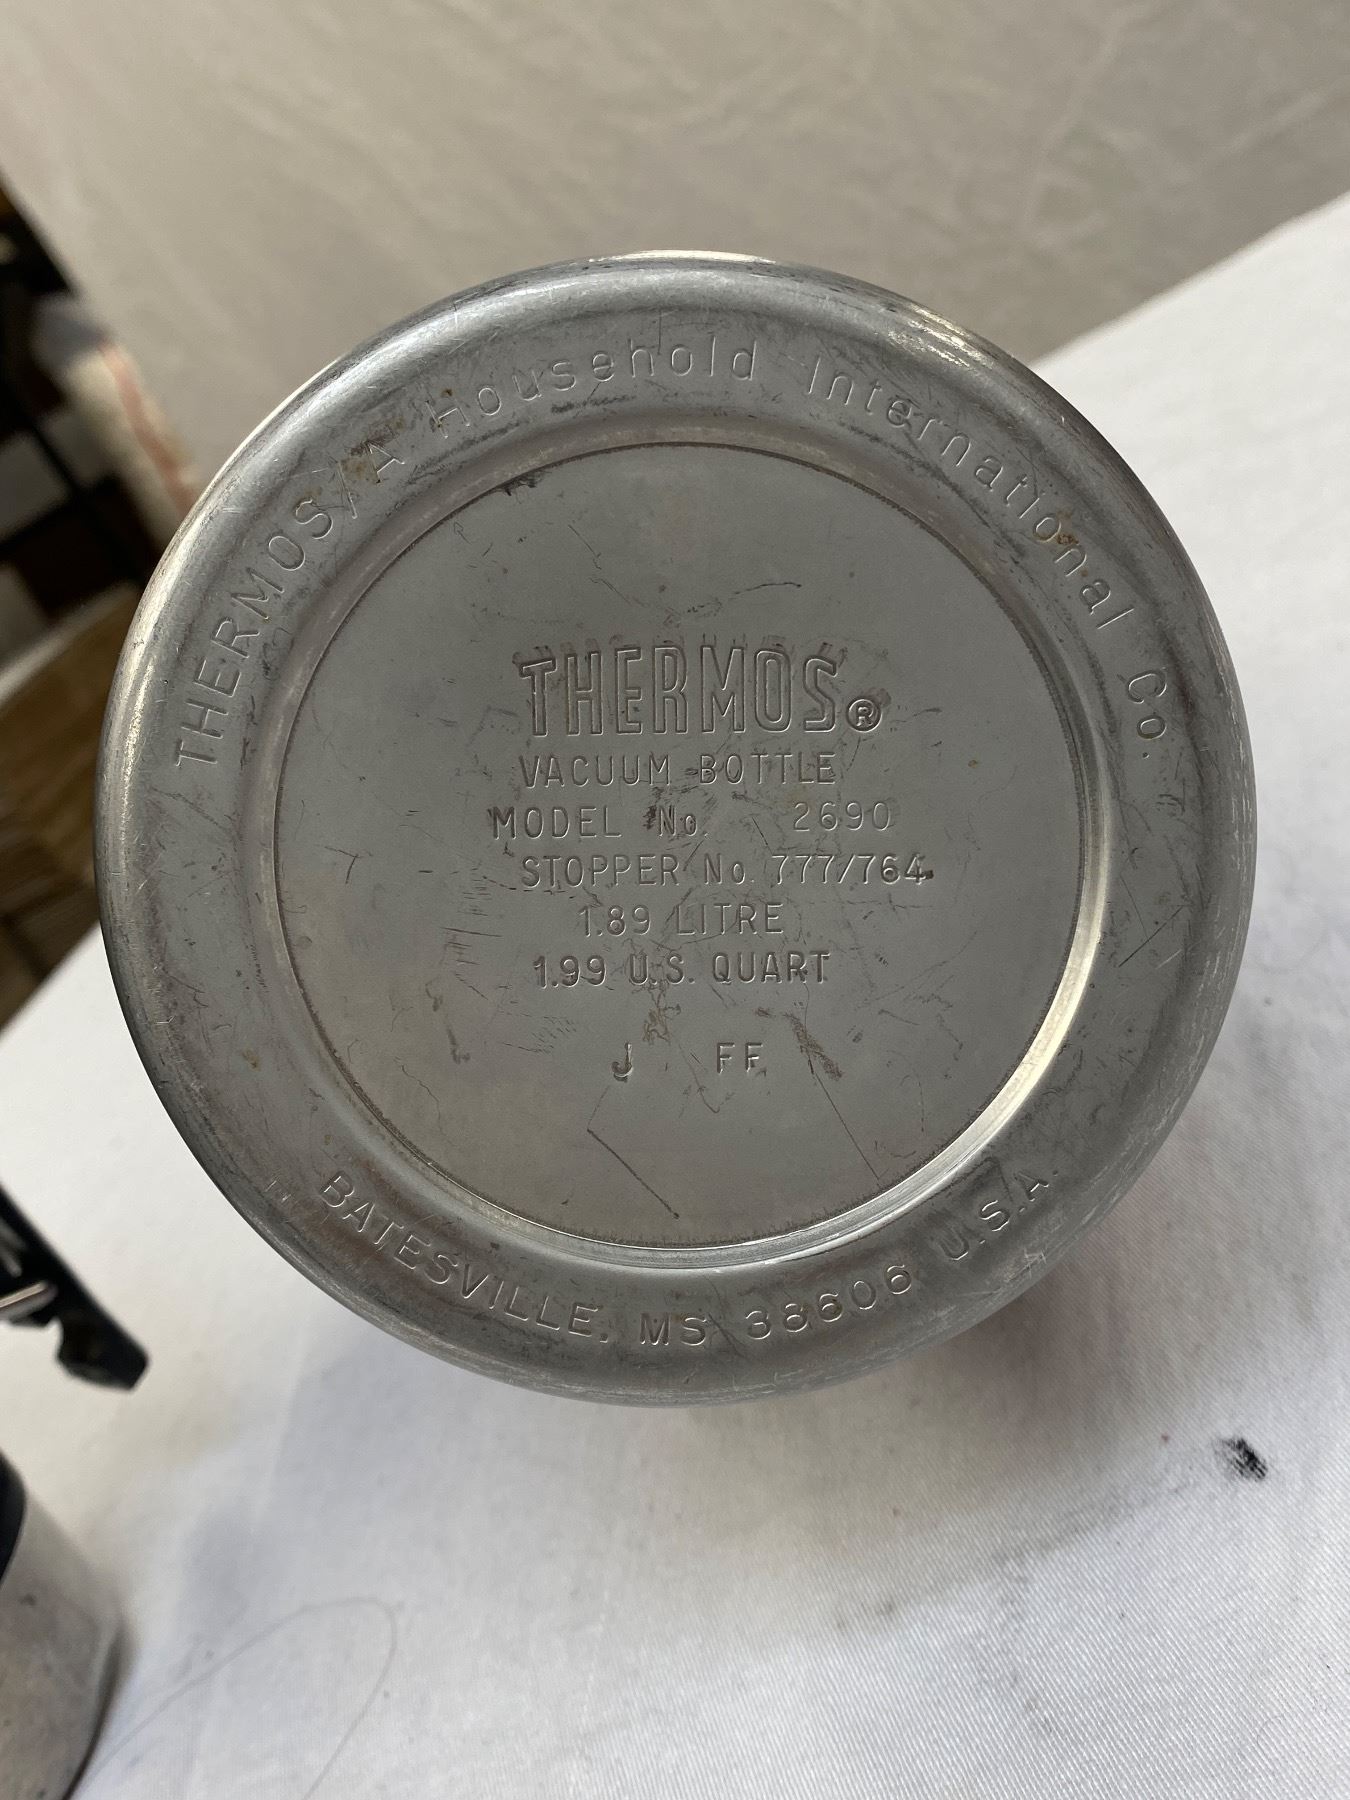 THERMOS/A Household International Co.
THERMOS®
VACUUM BOTTLE
MODEL No. 2690
STOPPER No. 777/764
1.89 LITRE
1.99 U.S. QUART
J FF
BATESVILLE, MS 38606 U.S.A.